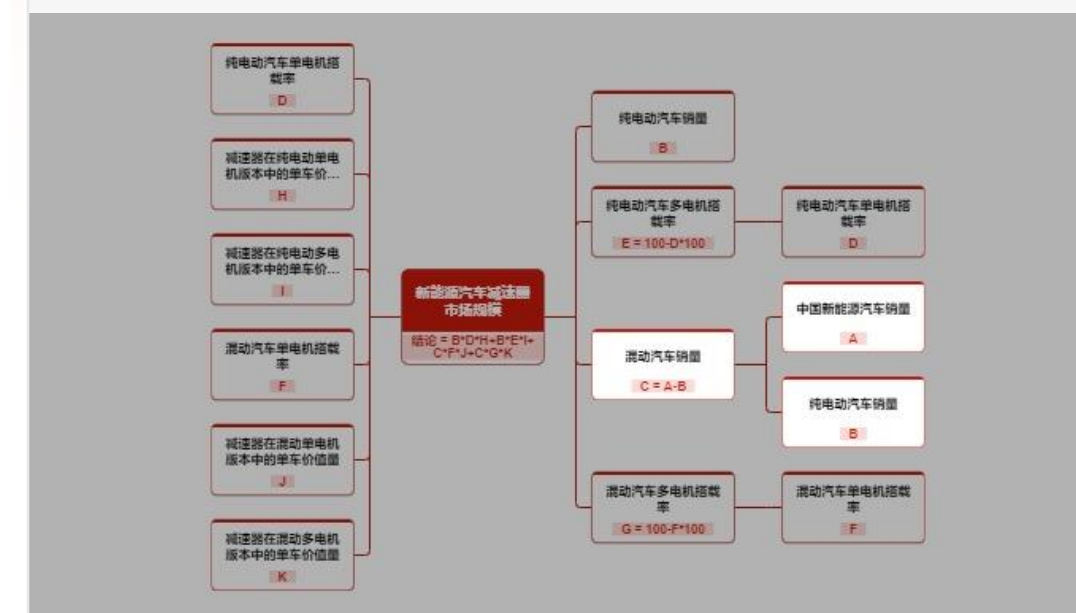 纯电动汽车单电机搭
载率
D
减速器在纯电动单电
机版本中的单车价...
H
减速器在纯电动多电
机版本中的单车价...
I
混动汽车单电机搭载
率
F
减速器在混动单电机
版本中的单车价值量
J
减速器在混动多电机
版本中的单车价值量
K
新能源汽车减速器
市场规模
结论 = B*D*H+B*E*I+
C*F*J+C*G*K
纯电动汽车销量
B
纯电动汽车多电机搭
载率
E = 100-D*100
纯电动汽车单电机搭
载率
D
混动汽车销量
C = A-B
中国新能源汽车销量
A
纯电动汽车销量
B
混动汽车多电机搭载
率
G = 100-F*100
混动汽车单电机搭载
率
F